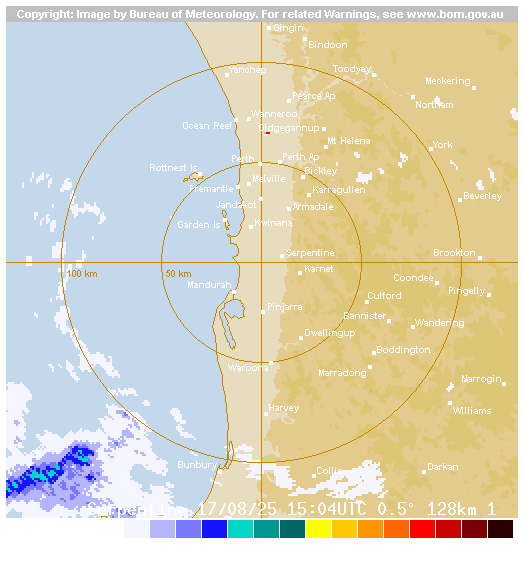 Copyright: Image by Bureau of Meteorology. For related Warnings, see www.bom.gov.au
Gingin
Bindoon
Yanchep
Toodyay
Meckering
Pearce Ap
Northam
Wanneroo
Ocean Reef
Gidgegannup
Mt Helena
York
Perth
Perth Ap
Rottnest Is
Bickley
Melville
Fremantle
Karragullen
Beverley
Jandakot
Armadale
Garden Is
Kwinana
Serpentine
Brookton
Karnet
100 km
50 km
Coondee
Mandurah
Pingelly
Culford
Pinjarra
Bannister
Wandering
Dwellingup
Boddington
Waroona
Marradong
Narrogin
Harvey
Williams
Bunbury
Collie
Darkan
Serpentine 17/08/25 15:04UTC 0.5° 128km 1